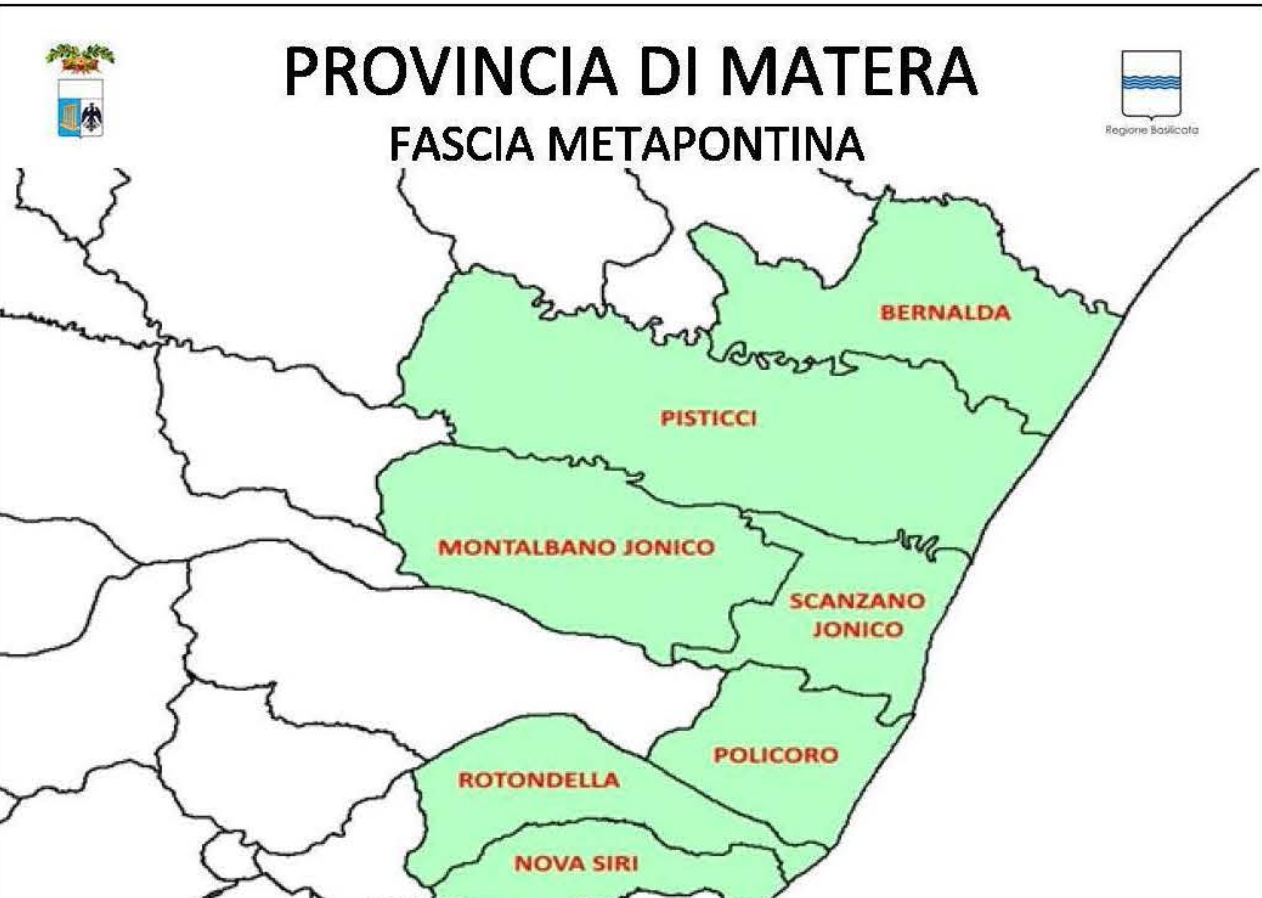 PROVINCIA DI MATERA
FASCIA METAPONTINA
Regione Basilicata
BERNALDA
PISTICCI
MONTALBANO JONICO
SCANZANO
JONICO
POLICORO
ROTONDELLA
NOVA SIRI